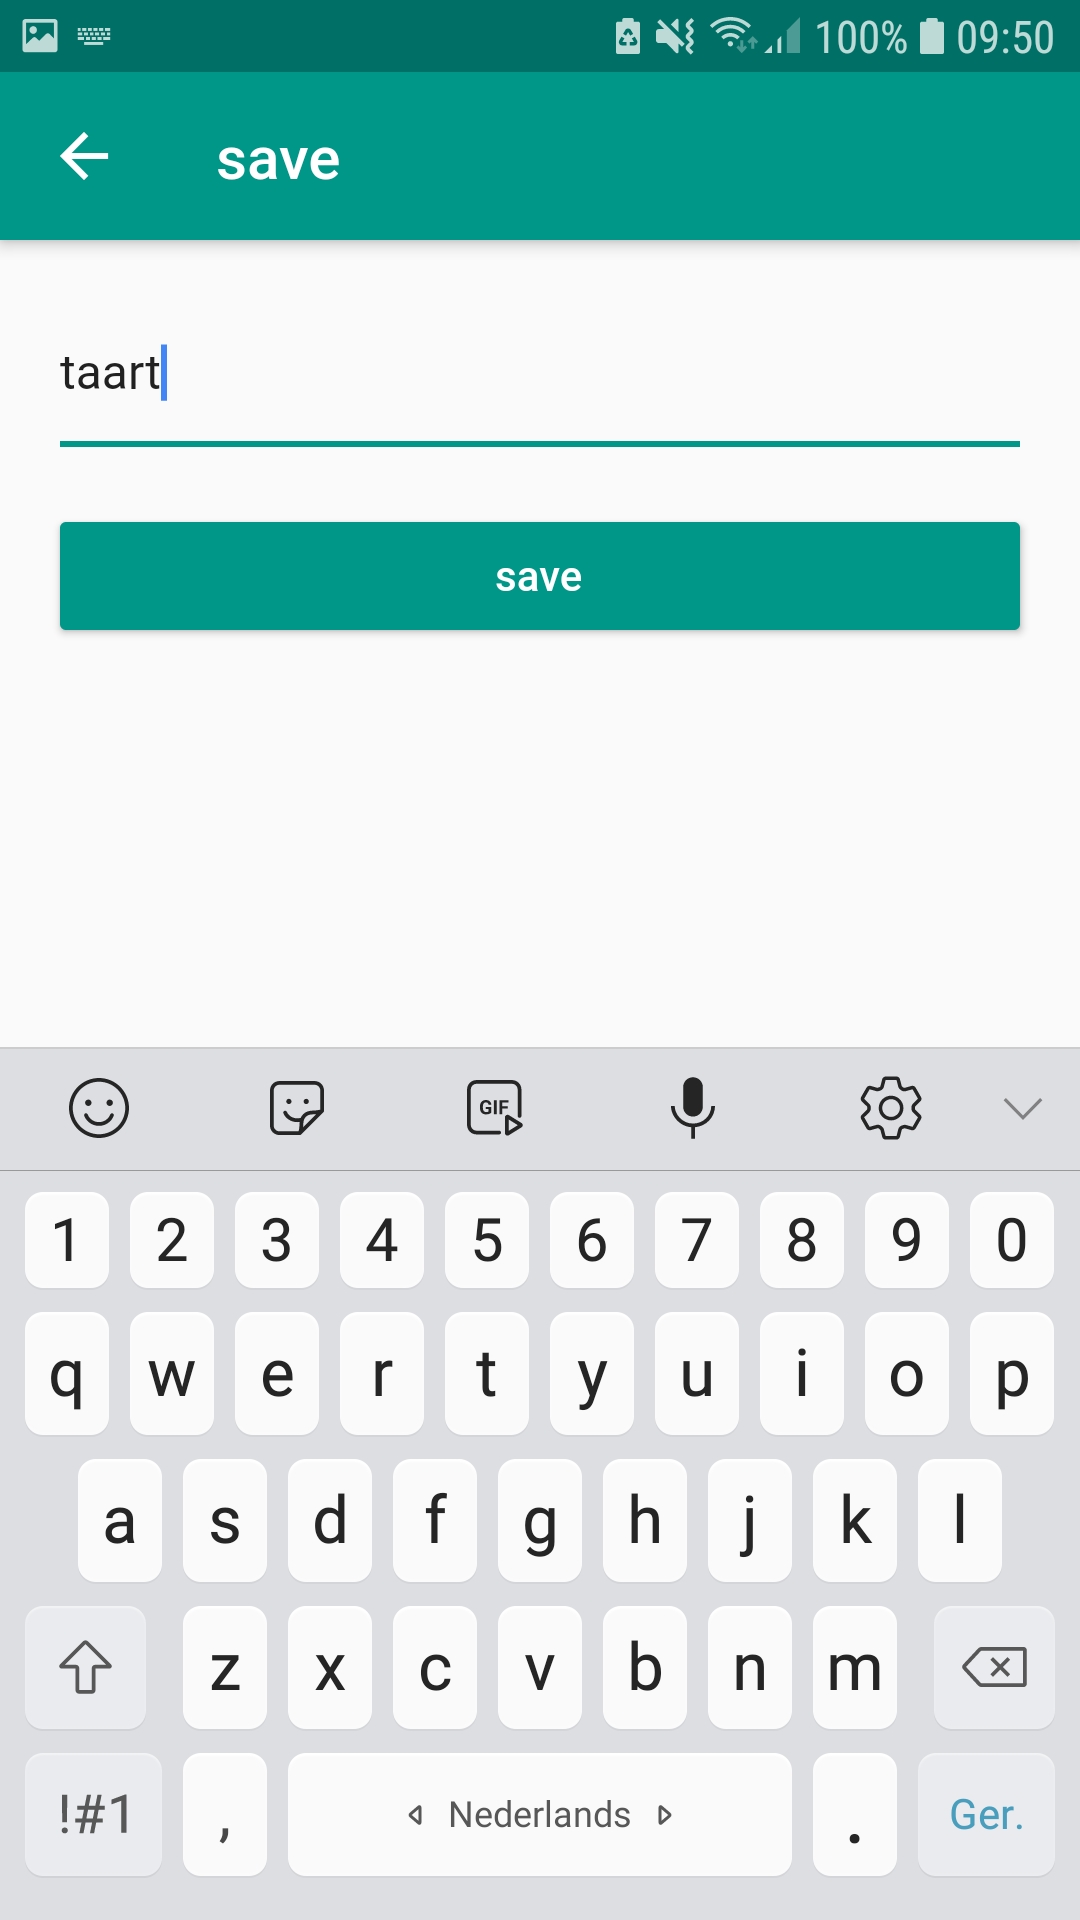 100% 09:50
save
taart
save
GIF
1 2 3 4 5 6 7 8 9 0
q w e r t y u i o p
a s d f g h j k l
z x c v b n m
!#1 , Nederlands . Ger.